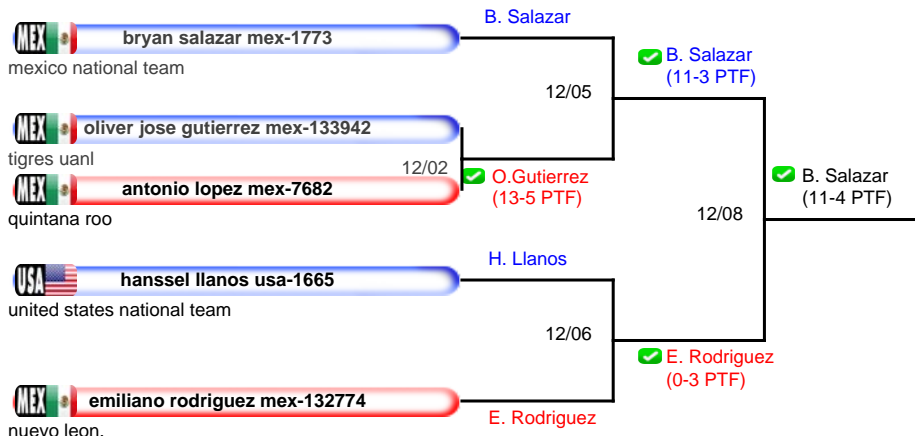 B. Salazar
MEX bryan salazar mex-1773
mexico national team
B. Salazar
(11-3 PTF)
12/05
MEX oliver jose gutierrez mex-133942
tigres uanl
12/02
O.Gutierrez
(13-5 PTF)
MEX antonio lopez mex-7682
quintana roo
B. Salazar
(11-4 PTF)
12/08
H. Llanos
USA hanssel llanos usa-1665
united states national team
12/06
E. Rodriguez
(0-3 PTF)
MEX emiliano rodriguez mex-132774
E. Rodriguez
nuevo leon.